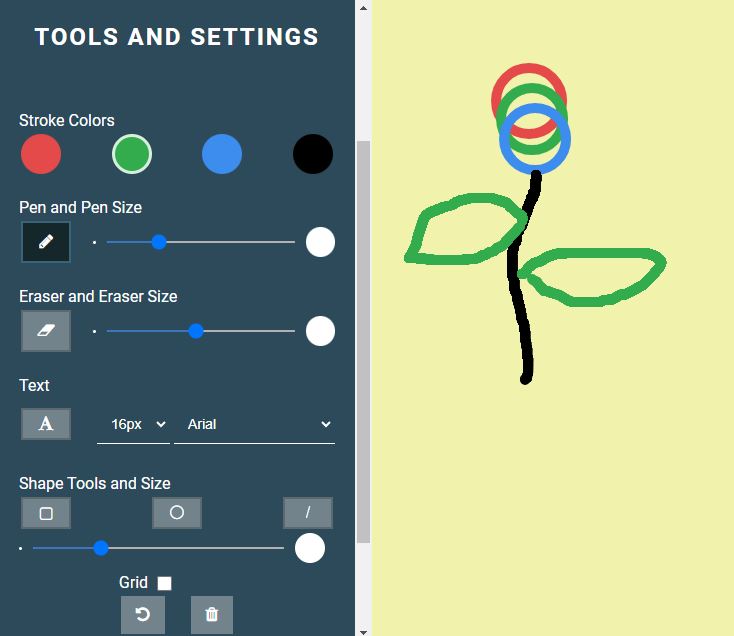 TOOLS AND SETTINGS
Stroke Colors
Pen and Pen Size
Eraser and Eraser Size
Text
A 16px Arial
Shape Tools and Size
/
Grid